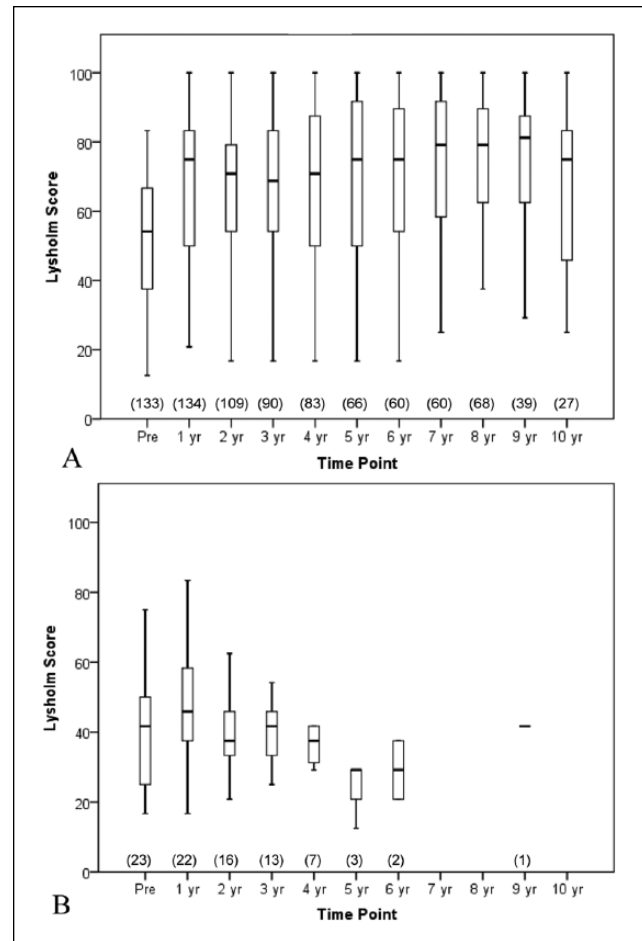 100
80
Lysholm Score
60
40
20
(133) (134) (109) (90) (83) (66) (60) (60) (68) (39) (27)
0
Pre 1 yr 2 yr 3 yr 4 yr 5 yr 6 yr 7 yr 8 yr 9 yr 10 yr
A
Time Point
100
80
Lysholm Score
60
40
20
(23) (22) (16) (13) (7) (3) (2) (1)
0
Pre 1 yr 2 yr 3 yr 4 yr 5 yr 6 yr 7 yr 8 yr 9 yr 10 yr
B
Time Point